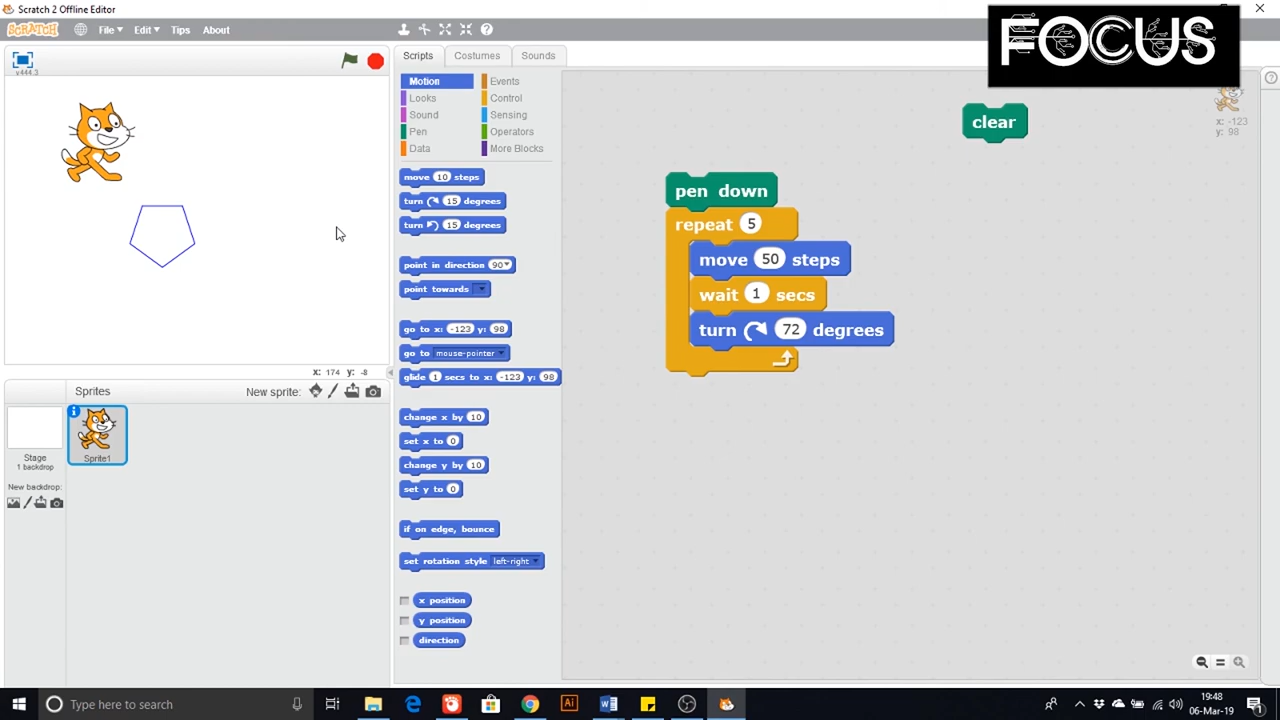 Scratch 2 Offline Editor
SCRATCH File Edit Tips About
FOCUS
v444.3
Scripts Costumes Sounds
Motion Events
Looks Control
Sound Sensing
Pen Operators
Data More Blocks
move 10 steps
turn 15 degrees
turn 15 degrees
point in direction 90
point towards
go to x: -123 y: 98
go to mouse-pointer
glide 1 secs to x: -123 y: 98
change x by 10
set x to 0
change y by 10
set y to 0
if on edge, bounce
set rotation style left-right
x position
y position
direction
clear
x: -123
y: 98
pen down
repeat 5
move 50 steps
wait 1 secs
turn 72 degrees
x: 174 y: -8
Sprites New sprite:
Stage
1 backdrop
New backdrop:
Sprite1
Type here to search
19:48
06-Mar-19